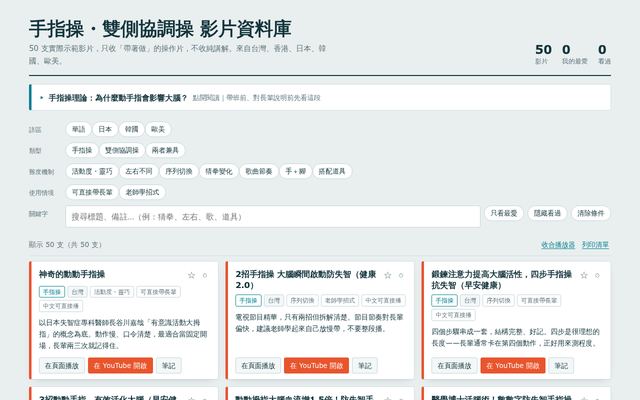 手指操・雙側協調操 影片資料庫
50 支實際示範影片，只收「帶著做」的操作片，不收純講解。來自台灣、香港、日本、韓
國、歐美。
50 0 0
影片 我的最愛 看過
▸ 手指操理論：為什麼動手指會影響大腦？ 點開閱讀｜帶班前、對長輩說明前先看這段
語區 華語 日本 韓國 歐美
類型 手指操 雙側協調操 兩者兼具
難度機制 活動度・靈巧 左右不同 序列切換 猜拳變化 歌曲節奏 手＋腳 搭配道具
使用情境 可直接帶長輩 老師學招式
關鍵字 搜尋標題、備註…（例：猜拳、左右、歌、道具） 只看最愛 隱藏看過 清除條件
顯示 50 支（共 50 支） 收合播放器 列印清單
神奇的動動手指操 ☆ ○
手指操 台灣 活動度・靈巧 可直接帶長輩
中文可直接播
以日本失智症專科醫師長谷川嘉哉「有意識活動大拇
指」的概念為底。動作慢、口令清楚，最適合當固定開
場，長輩兩三次就記得住。
在頁面播放 在 YouTube 開啟 筆記
2招手指操 大腦瞬間啟動防失智（健康
2.0） ☆ ○
手指操 台灣 序列切換 老師學招式 中文可直接播
電視節目精華，只有兩招但拆解清楚。節目節奏對長輩
偏快，建議老師學起來自己放慢帶，不要整段播。
在頁面播放 在 YouTube 開啟 筆記
鍛鍊注意力提高大腦活性，四步手指操
抗失智（早安健康） ☆ ○
手指操 台灣 序列切換 可直接帶長輩
中文可直接播
四個步驟串成一套，結構完整、好記。四步是很理想的
長度——長輩通常卡在第四個動作，正好用來測程度。
在頁面播放 在 YouTube 開啟 筆記